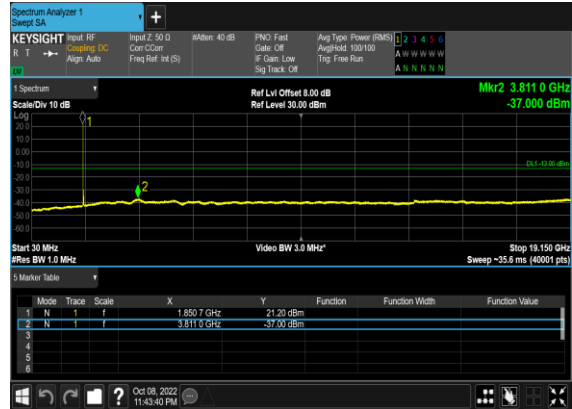 Spectrum Analyzer 1
Swept SA
+
KEYSIGHT Input: RF Input Z: 50 Ω #Atten: 40 dB PNO: Fast Avg Type: Power (RMS) 1 2 3 4 5 6
R T Coupling: DC Corr CCorr Gate: Off Avg|Hold: 100/100 A W W W W W
Align: Auto Freq Ref: Int (S) IF Gain: Low Trig: Free Run
Sig Track: Off A N N N N N
LXI
1 Spectrum
Scale/Div 10 dB
Ref Lvl Offset 8.00 dB
Ref Level 30.00 dBm
Mkr2 3.811 0 GHz
-37.000 dBm
Log
20.0
10.0
0.00
-10.0
-20.0
-30.0
-40.0
-50.0
-60.0
1
DL1 -13.00 dBm
2
Start 30 MHz Video BW 3.0 MHz* Stop 19.150 GHz
#Res BW 1.0 MHz Sweep ~35.6 ms (40001 pts)
5 Marker Table
Mode Trace Scale X Y Function Function Width Function Value
1 N 1 f 1.850 7 GHz 21.20 dBm
2 N 1 f 3.811 0 GHz -37.00 dBm
3
4
5
6
?
Oct 08, 2022
11:43:40 PM